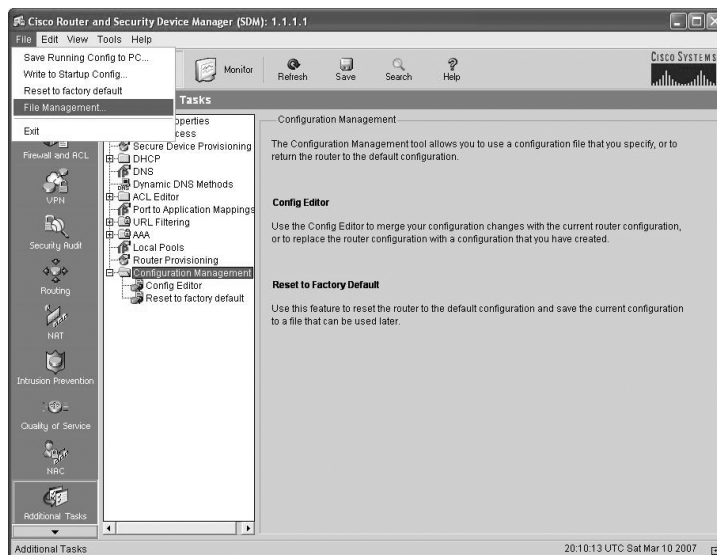 Cisco Router and Security Device Manager (SDM): 1.1.1.1
File Edit View Tools Help
Save Running Config to PC...
Write to Startup Config...
Reset to factory default
File Management...
Exit
Monitor
Refresh
Save
Search
Help
CISCO SYSTEMS
Tasks
Firewall and ACL
VPN
Security Audit
Routing
NAT
Intrusion Prevention
Quality of Service
NAC
Additional Tasks
Secure Device Provisioning
DHCP
DNS
Dynamic DNS Methods
ACL Editor
Port to Application Mappings
URL Filtering
AAA
Local Pools
Router Provisioning
Configuration Management
Config Editor
Reset to factory default
Configuration Management
The Configuration Management tool allows you to use a configuration file that you specify, or to
return the router to the default configuration.
Config Editor
Use the Config Editor to merge your configuration changes with the current router configuration,
or to replace the router configuration with a configuration that you have created.
Reset to Factory Default
Use this feature to reset the router to the default configuration and save the current configuration
to a file that can be used later.
Additional Tasks
20:10:13 UTC Sat Mar 10 2007